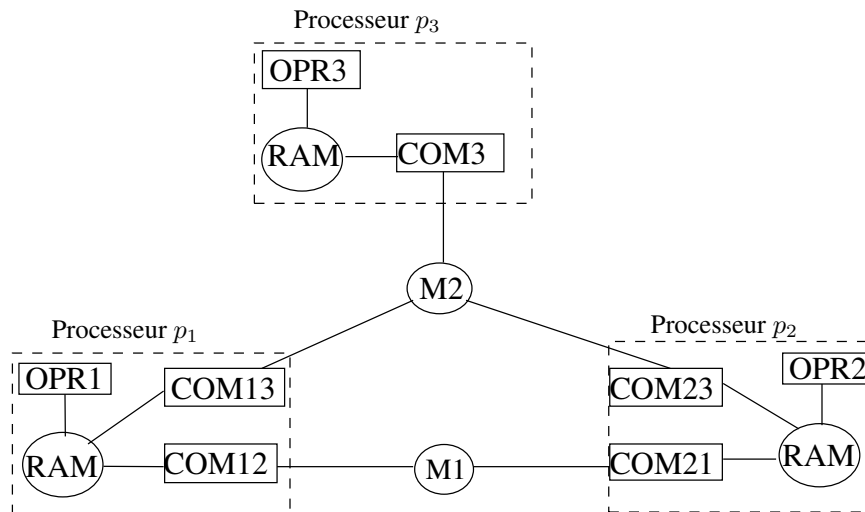 Processeur p₃
OPR3
RAM
COM3
M2
Processeur p₁
Processeur p₂
OPR1
COM13
COM23
OPR2
RAM
COM12
M1
COM21
RAM